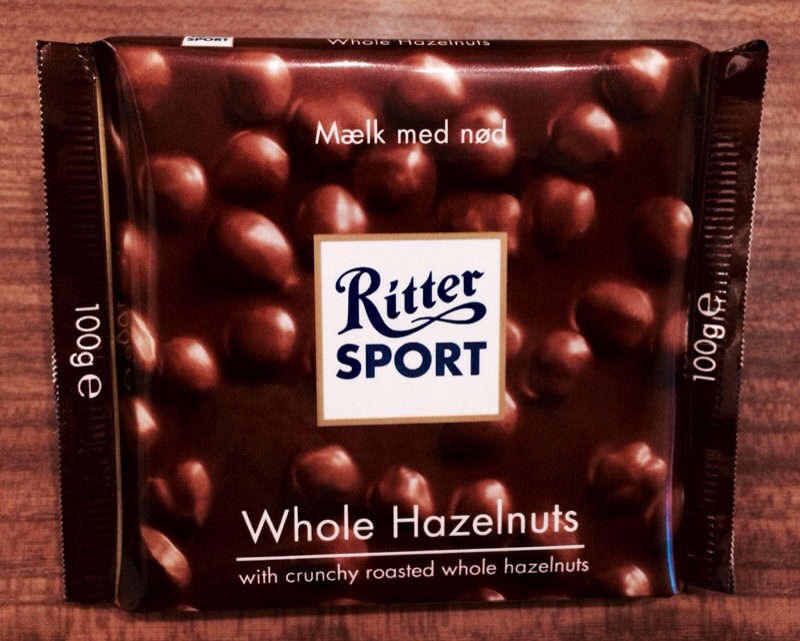 SPORT
Whole Hazelnuts
Mælk med nød
Ritter
SPORT
100g e
100g e
Whole Hazelnuts
with crunchy roasted whole hazelnuts